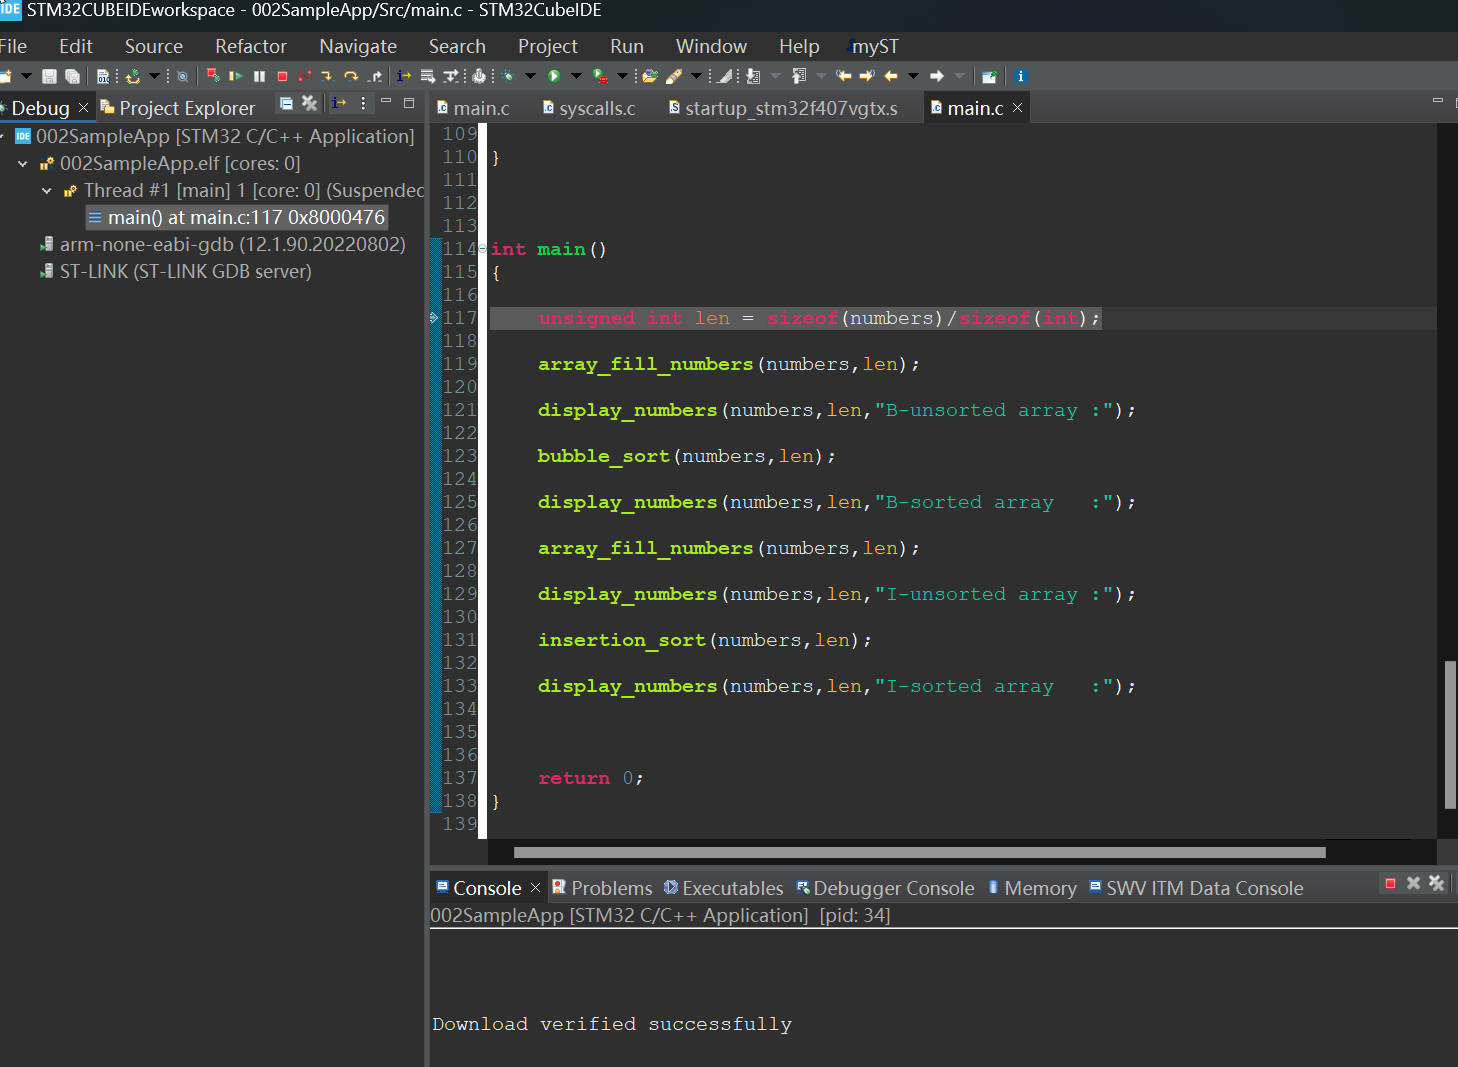 IDE STM32CUBEIDEworkspace - 002SampleApp/Src/main.c - STM32CubeIDE
File Edit Source Refactor Navigate Search Project Run Window Help myST
Debug Project Explorer
IDE 002SampleApp [STM32 C/C++ Application]
002SampleApp.elf [cores: 0]
Thread #1 [main] 1 [core: 0] (Suspended
main() at main.c:117 0x8000476
arm-none-eabi-gdb (12.1.90.20220802)
ST-LINK (ST-LINK GDB server)
main.c syscalls.c startup_stm32f407vgtx.s main.c
109
110 }
111
112
113
114 int main()
115 {
116
117 unsigned int len = sizeof(numbers)/sizeof(int);
118
119 array_fill_numbers(numbers,len);
120
121 display_numbers(numbers,len,"B-unsorted array :");
122
123 bubble_sort(numbers,len);
124
125 display_numbers(numbers,len,"B-sorted array   :");
126
127 array_fill_numbers(numbers,len);
128
129 display_numbers(numbers,len,"I-unsorted array :");
130
131 insertion_sort(numbers,len);
132
133 display_numbers(numbers,len,"I-sorted array   :");
134
135
136
137 return 0;
138 }
139
Console Problems Executables Debugger Console Memory SWV ITM Data Console
002SampleApp [STM32 C/C++ Application] [pid: 34]
Download verified successfully